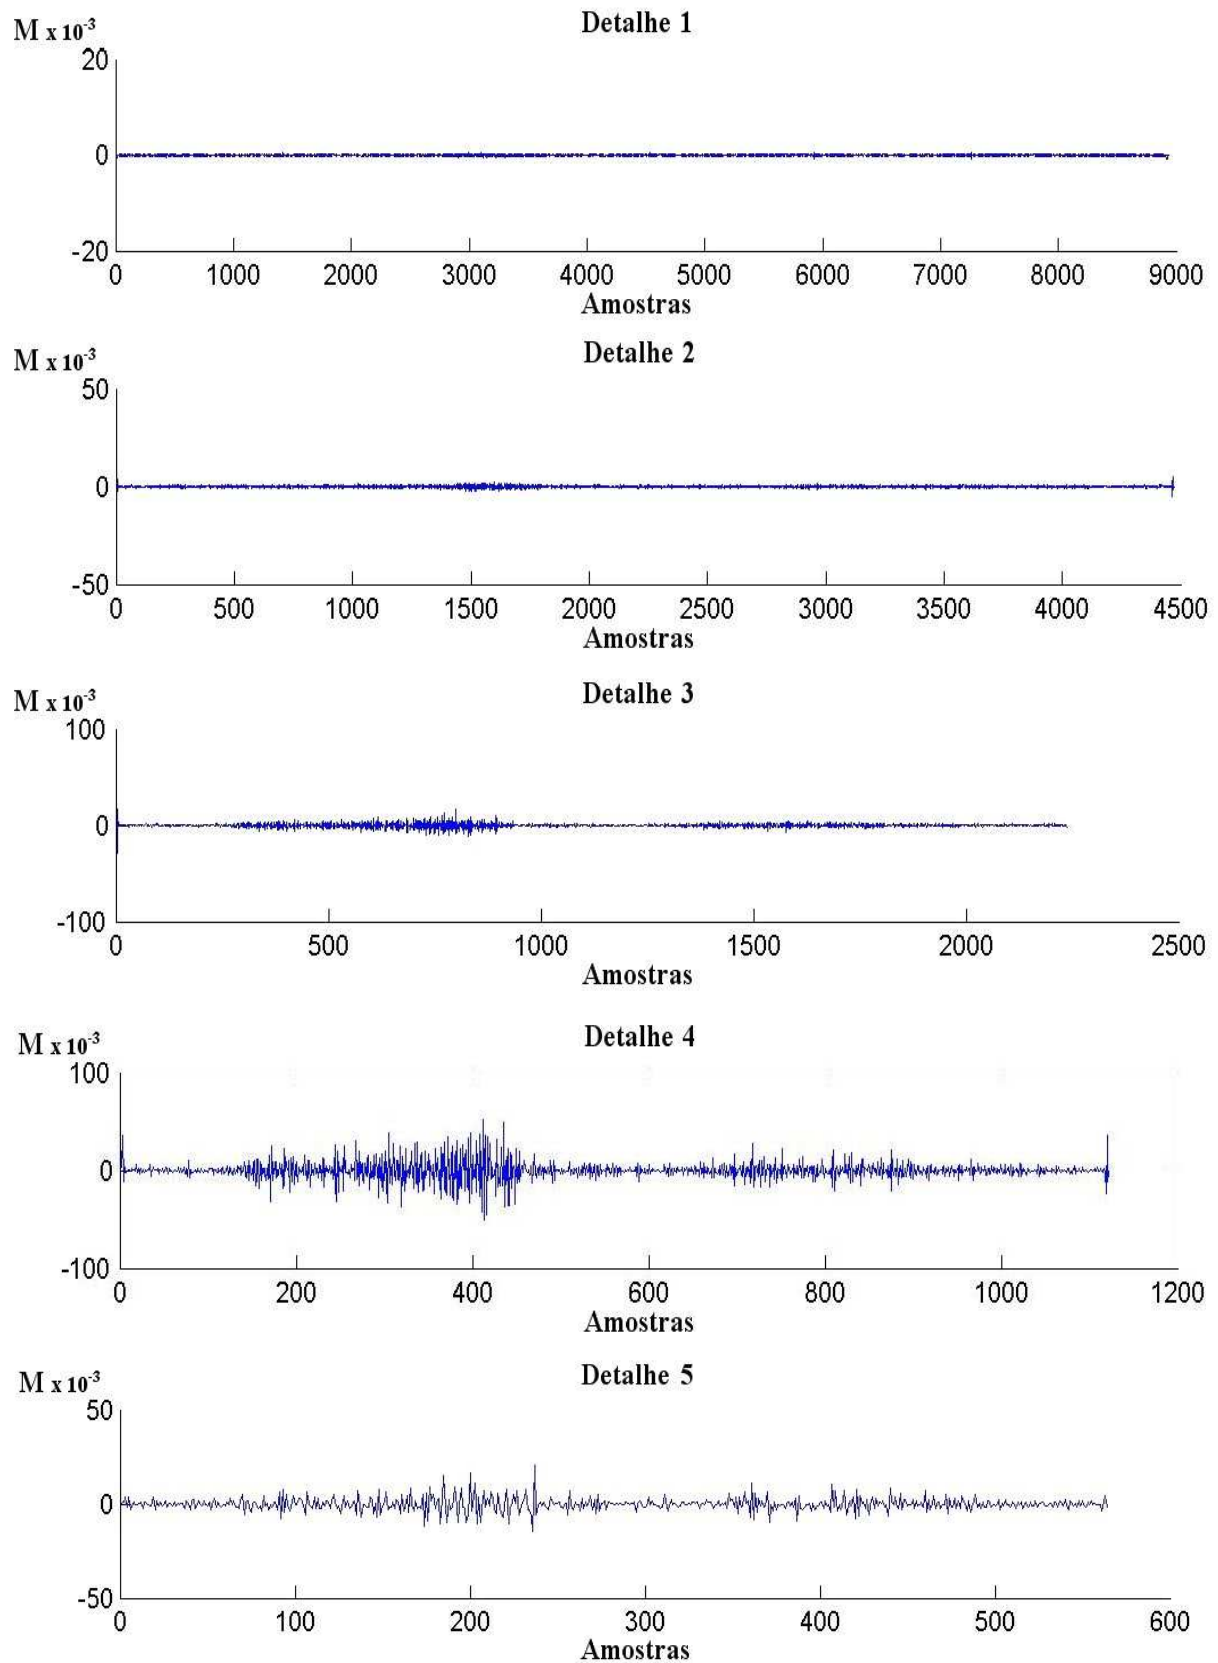 Detalhe 1
M x 10⁻³
20
0
-20
0 1000 2000 3000 4000 5000 6000 7000 8000 9000
Amostras
Detalhe 2
M x 10⁻³
50
0
-50
0 500 1000 1500 2000 2500 3000 3500 4000 4500
Amostras
Detalhe 3
M x 10⁻³
100
0
-100
0 500 1000 1500 2000 2500
Amostras
Detalhe 4
M x 10⁻³
100
0
-100
0 200 400 600 800 1000 1200
Amostras
Detalhe 5
M x 10⁻³
50
0
-50
0 100 200 300 400 500 600
Amostras